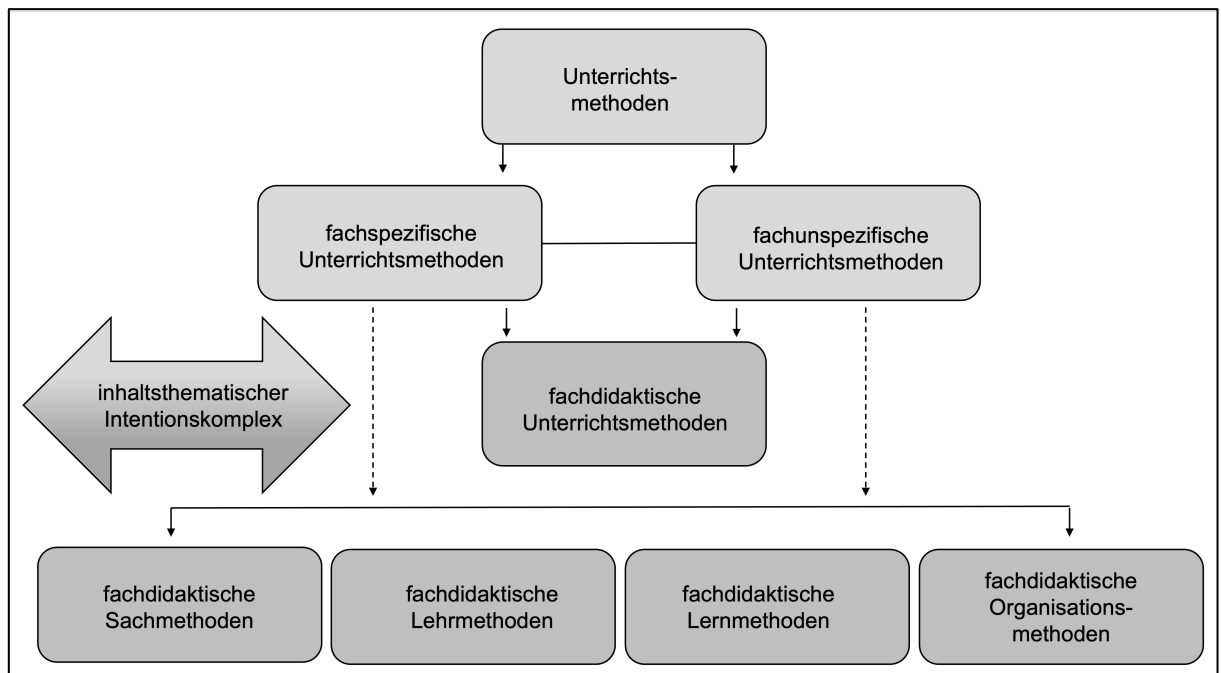 Unterrichts-
methoden
fachspezifische
Unterrichtsmethoden
fachunspezifische
Unterrichtsmethoden
inhaltsthematischer
Intentionskomplex
fachdidaktische
Unterrichtsmethoden
fachdidaktische
Sachmethoden
fachdidaktische
Lehrmethoden
fachdidaktische
Lernmethoden
fachdidaktische
Organisations-
methoden